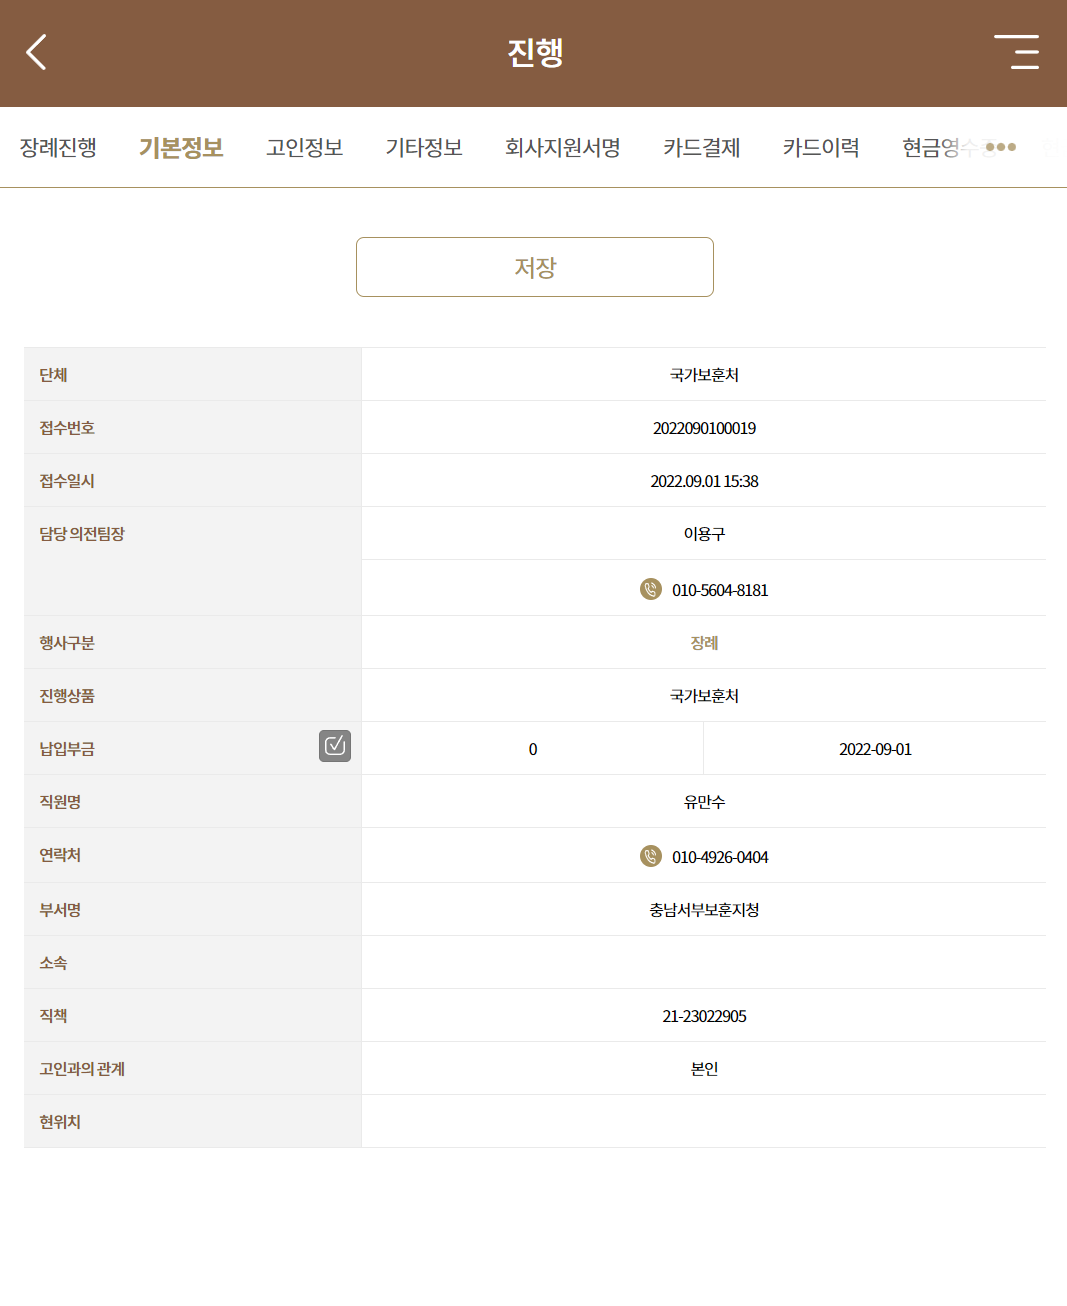 진행
장례진행 기본정보 고인정보 기타정보 회사지원서명 카드결제 카드이력 현금영수증
저장
단체 국가보훈처
접수번호 2022090100019
접수일시 2022.09.01 15:38
담당 의전팀장 이용구
010-5604-8181
행사구분 장례
진행상품 국가보훈처
납입부금 0 2022-09-01
직원명 유만수
연락처 010-4926-0404
부서명 충남서부보훈지청
소속
직책 21-23022905
고인과의 관계 본인
현위치